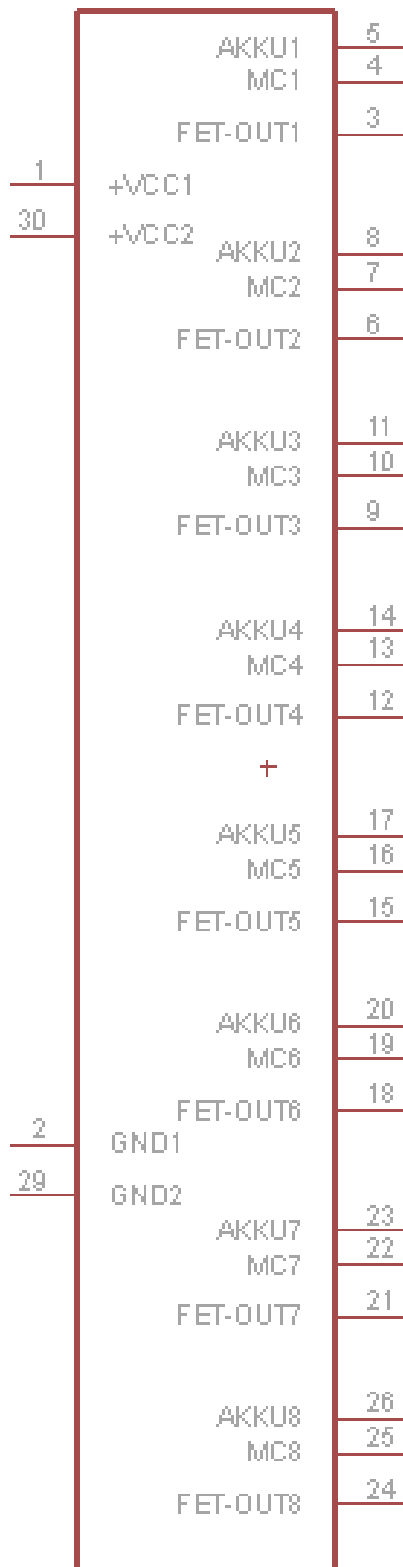 AKKU1 5
MC1 4
FET-OUT1 3
1 +VCC1
30 +VCC2
AKKU2 8
MC2 7
FET-OUT2 6
AKKU3 11
MC3 10
FET-OUT3 9
AKKU4 14
MC4 13
FET-OUT4 12
AKKU5 17
MC5 16
FET-OUT5 15
AKKU6 20
MC6 19
FET-OUT6 18
2 GND1
29 GND2
AKKU7 23
MC7 22
FET-OUT7 21
AKKU8 26
MC8 25
FET-OUT8 24